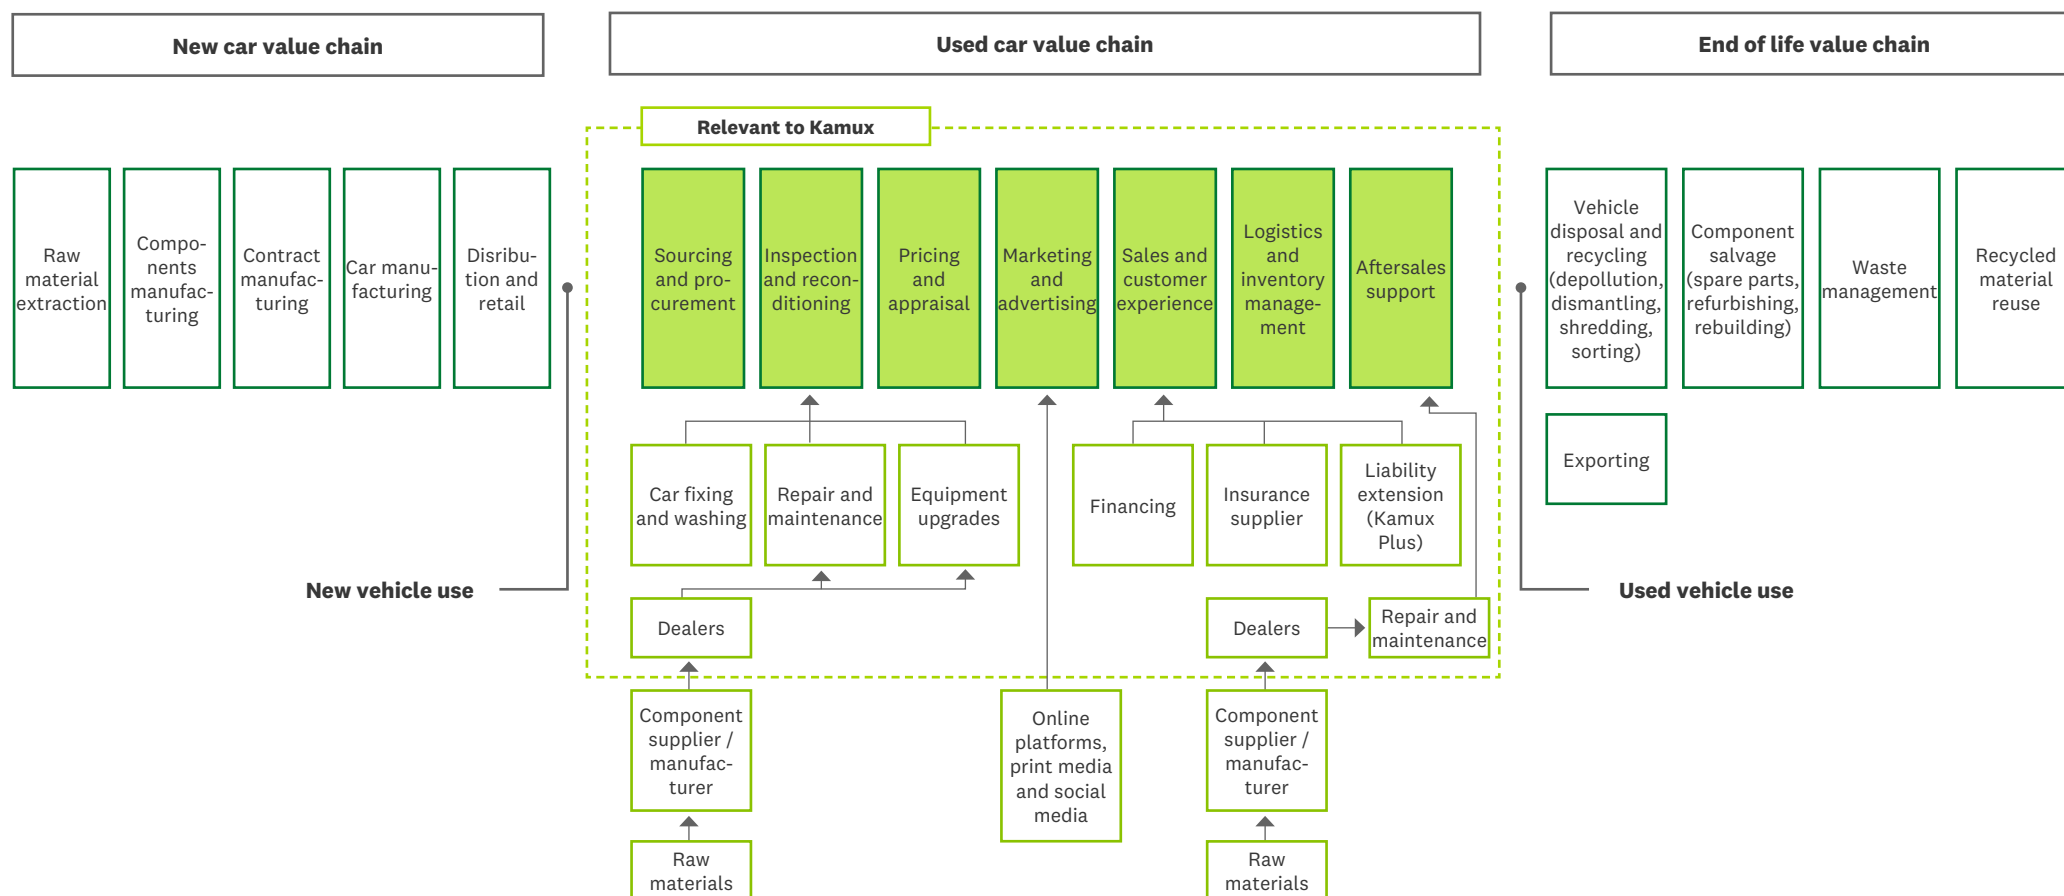 New car value chain
Used car value chain
End of life value chain
Relevant to Kamux
Raw
material
extraction
Compo-
nents
manufac-
turing
Contract
manufac-
turing
Car manu-
facturing
Disribu-
tion and
retail
Sourcing
and pro-
curement
Inspection
and recon-
ditioning
Pricing
and
appraisal
Marketing
and
advertising
Sales and
customer
experience
Logistics
and
inventory
manage-
ment
Aftersales
support
Vehicle
disposal and
recycling
(depollution,
dismantling,
shredding,
sorting)
Component
salvage
(spare parts,
refurbishing,
rebuilding)
Waste
management
Recycled
material
reuse
Car fixing
and washing
Repair and
maintenance
Equipment
upgrades
Financing
Insurance
supplier
Liability
extension
(Kamux
Plus)
Exporting
New vehicle use
Used vehicle use
Dealers
Dealers
Repair and
maintenance
Component
supplier /
manufac-
turer
Online
platforms,
print media
and social
media
Component
supplier /
manufac-
turer
Raw
materials
Raw
materials